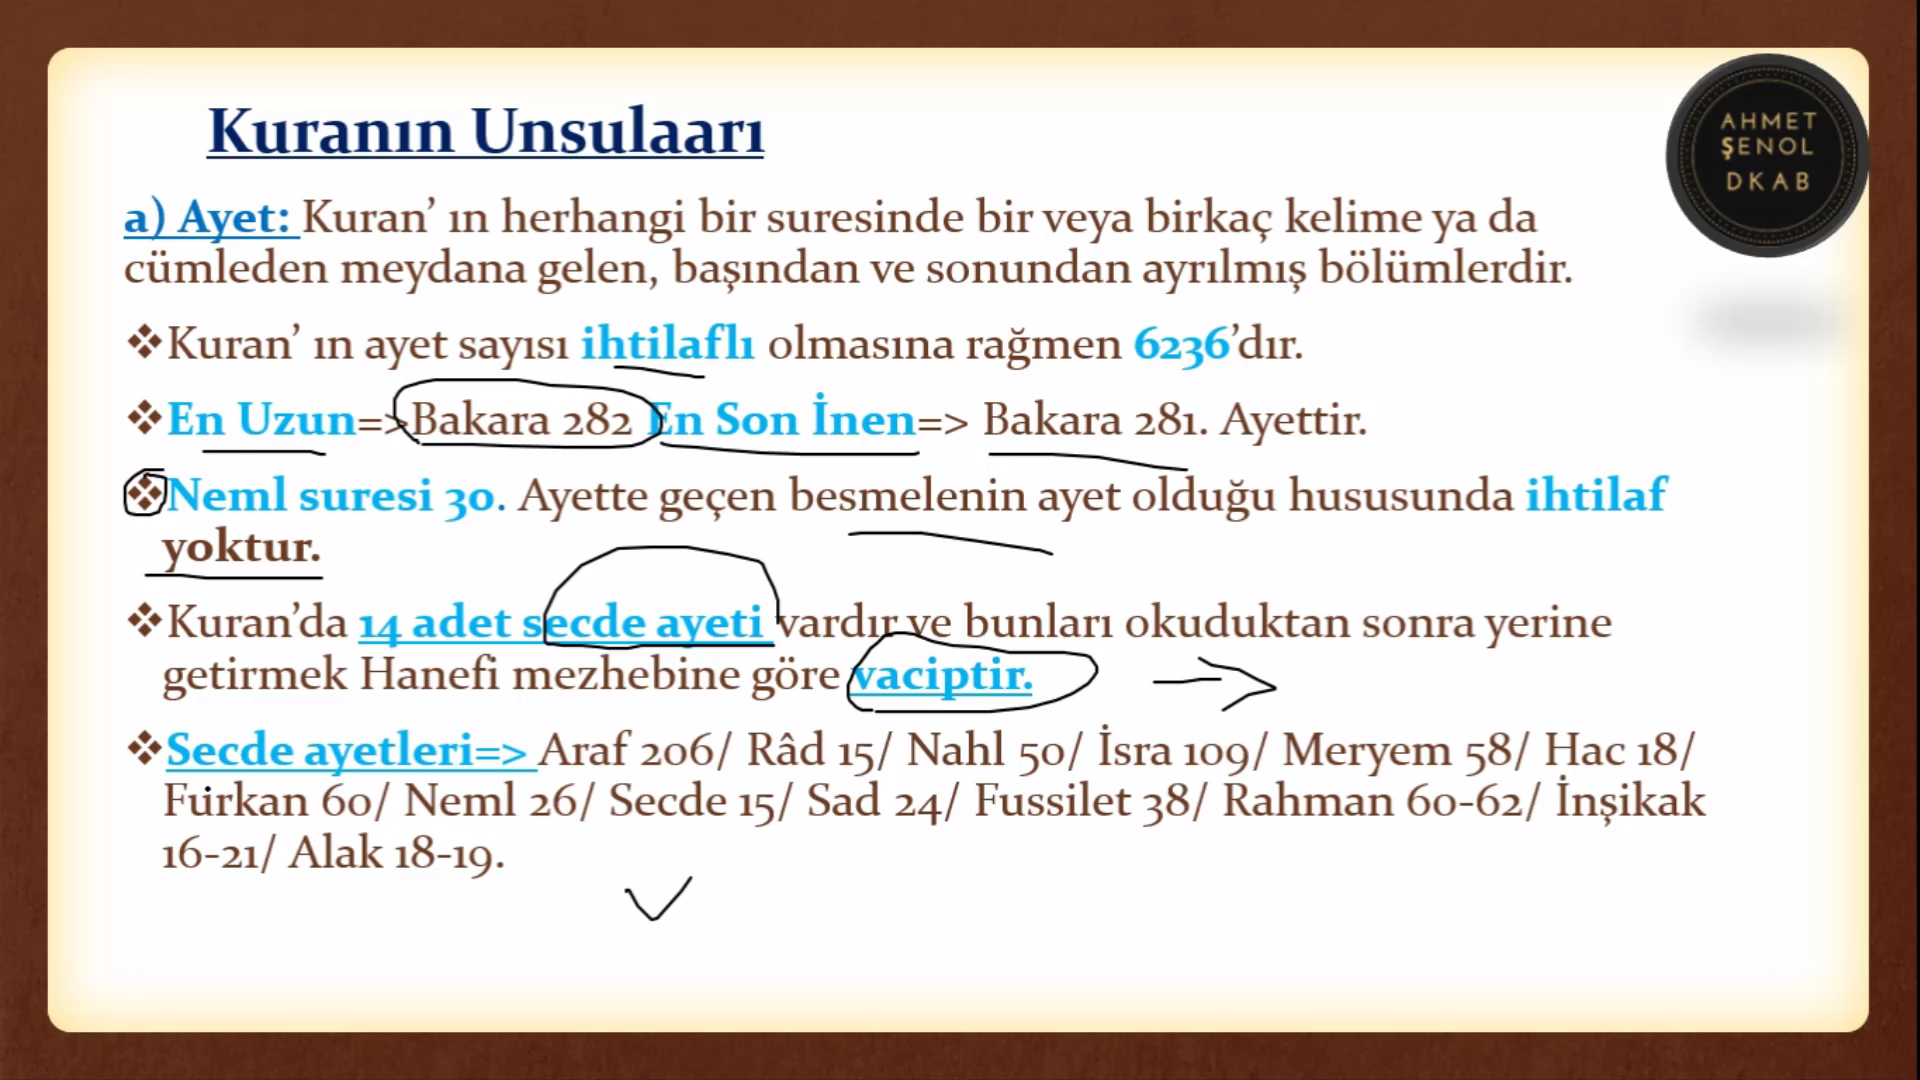 Kuranın Unsulaarı
AHMET
ŞENOL
DKAB
a) Ayet: Kuran’ ın herhangi bir suresinde bir veya birkaç kelime ya da
cümleden meydana gelen, başından ve sonundan ayrılmış bölümlerdir.
❖Kuran’ ın ayet sayısı ihtilaflı olmasına rağmen 6236’dır.
❖En Uzun=>Bakara 282 En Son İnen=> Bakara 281. Ayettir.
❖Neml suresi 30. Ayette geçen besmelenin ayet olduğu hususunda ihtilaf
yoktur.
❖Kuran’da 14 adet secde ayeti vardır ve bunları okuduktan sonra yerine
getirmek Hanefi mezhebine göre vaciptir.
❖Secde ayetleri=> Araf 206/ Râd 15/ Nahl 50/ İsra 109/ Meryem 58/ Hac 18/
Furkan 60/ Neml 26/ Secde 15/ Sad 24/ Fussilet 38/ Rahman 60-62/ İnşikak
16-21/ Alak 18-19.